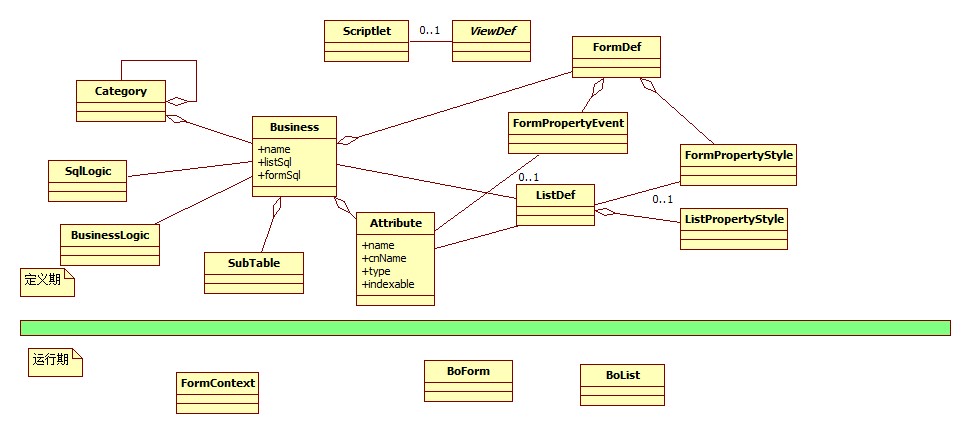 Scriptlet
0..1
ViewDef
FormDef
Category
Business
+name
+listSql
+formSql
FormPropertyEvent
FormPropertyStyle
SqlLogic
0..1
ListDef
0..1
ListPropertyStyle
BusinessLogic
Attribute
+name
+cnName
+type
+indexable
SubTable
定义期
运行期
FormContext
BoForm
BoList